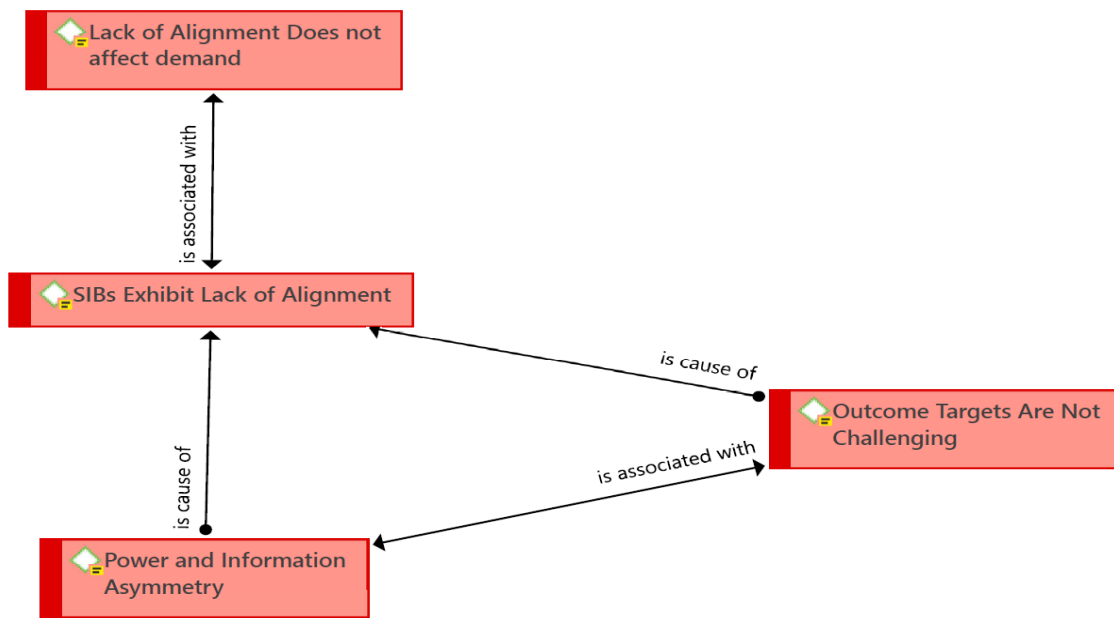 Lack of Alignment Does not
affect demand
is associated with
SIBs Exhibit Lack of Alignment
is cause of
is cause of
Outcome Targets Are Not
Challenging
is associated with
Power and Information
Asymmetry